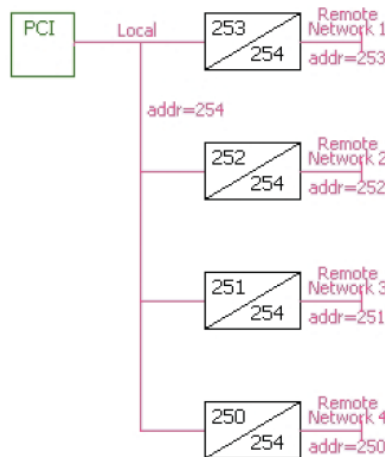 PCI
Local
addr=254
253
254
Remote
Network 1
addr=253
252
254
Remote
Network 2
addr=252
251
254
Remote
Network 3
addr=251
250
254
Remote
Network 4
addr=250